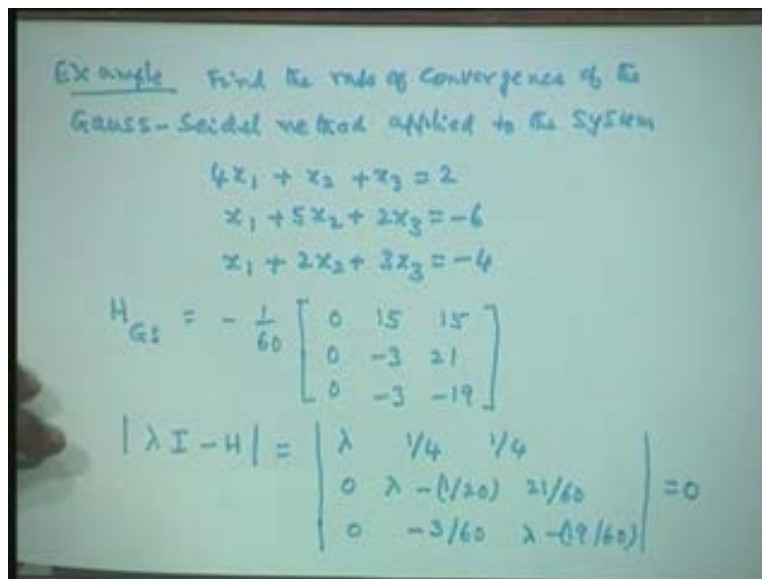 Example Find the rate of convergence of the
Gauss-Seidel method applied to the System
4x₁ + x₂ + x₃ = 2
x₁ + 5x₂ + 2x₃ = -6
x₁ + 2x₂ + 3x₃ = -4
H_GS = - 1/60 [ 0 15 15
0 -3 21
0 -3 -19 ]
|λI - H| = | λ 1/4 1/4
0 λ-(1/20) 21/60 | = 0
0 -3/60 λ-(19/60) |